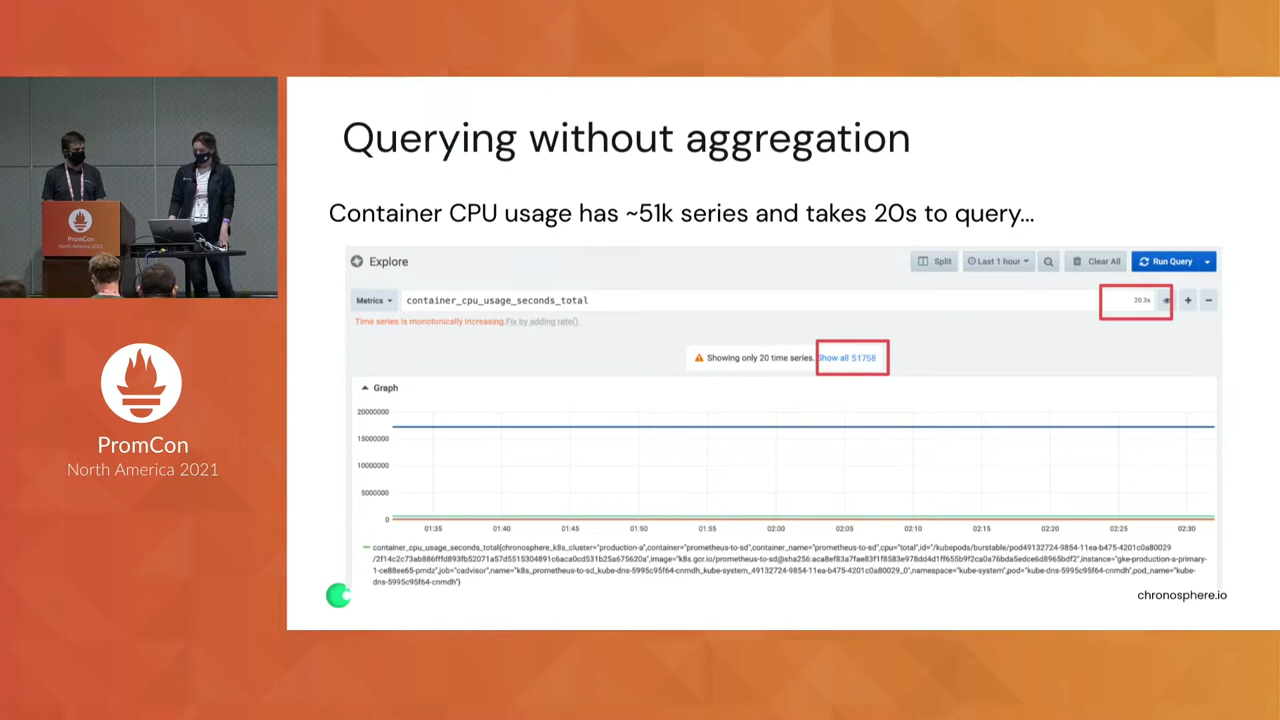 Querying without aggregation
Container CPU usage has ~51k series and takes 20s to query...
Explore
Split
Last 1 hour
Clear All
Run Query
Metrics
container_cpu_usage_seconds_total
20.3s
Time series is monotonically increasing. Fix by adding rate().
Showing only 20 time series. Show all 51758
Graph
20000000
15000000
10000000
5000000
0
01:35 01:40 01:45 01:50 01:55 02:00 02:05 02:10 02:15 02:20 02:25 02:30
container_cpu_usage_seconds_total{chronosphere_k8s_cluster="production-a",container="prometheus-to-sd",container_name="prometheus-to-sd",cpu="total",id="/kubepods/burstable/pod49132724-9854-11ea-b475-4201c0a80029
/2f14c2c73ab886fffd893fb52071a57d5515304891c6aca0cd531b25a675620a",image="k8s.gcr.io/prometheus-to-sd@sha256:aca8ef83a7fae83f1f8583e978dd4d1ff655b9f2ca0a76bda5edce6d8965bdf2",instance="gke-production-a-primary-
1-ce88ee65-pmdz",job="cadvisor",name="k8s_prometheus-to-sd_kube-dns-5995c95f64-cnmdh_kube-system_49132724-9854-11ea-b475-4201c0a80029_0",namespace="kube-system",pod="kube-dns-5995c95f64-cnmdh",pod_name="kube-
dns-5995c95f64-cnmdh"}
chronosphere.io
PromCon
North America 2021
PromCon
North America 2021